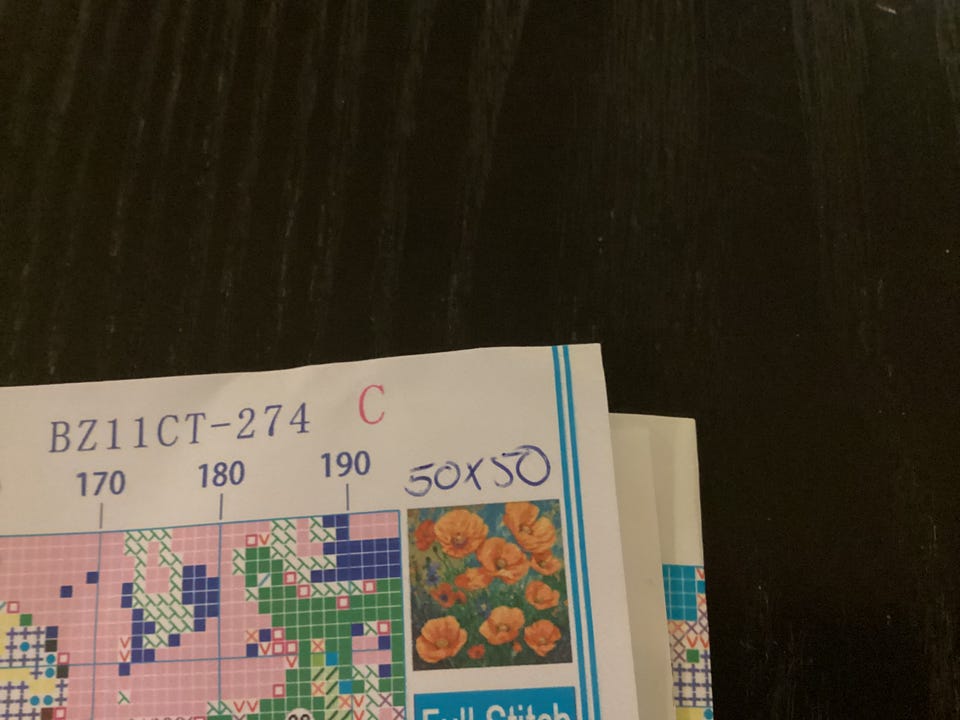 BZ11CT-274 C
170 180 190
50X50
Full Stitch